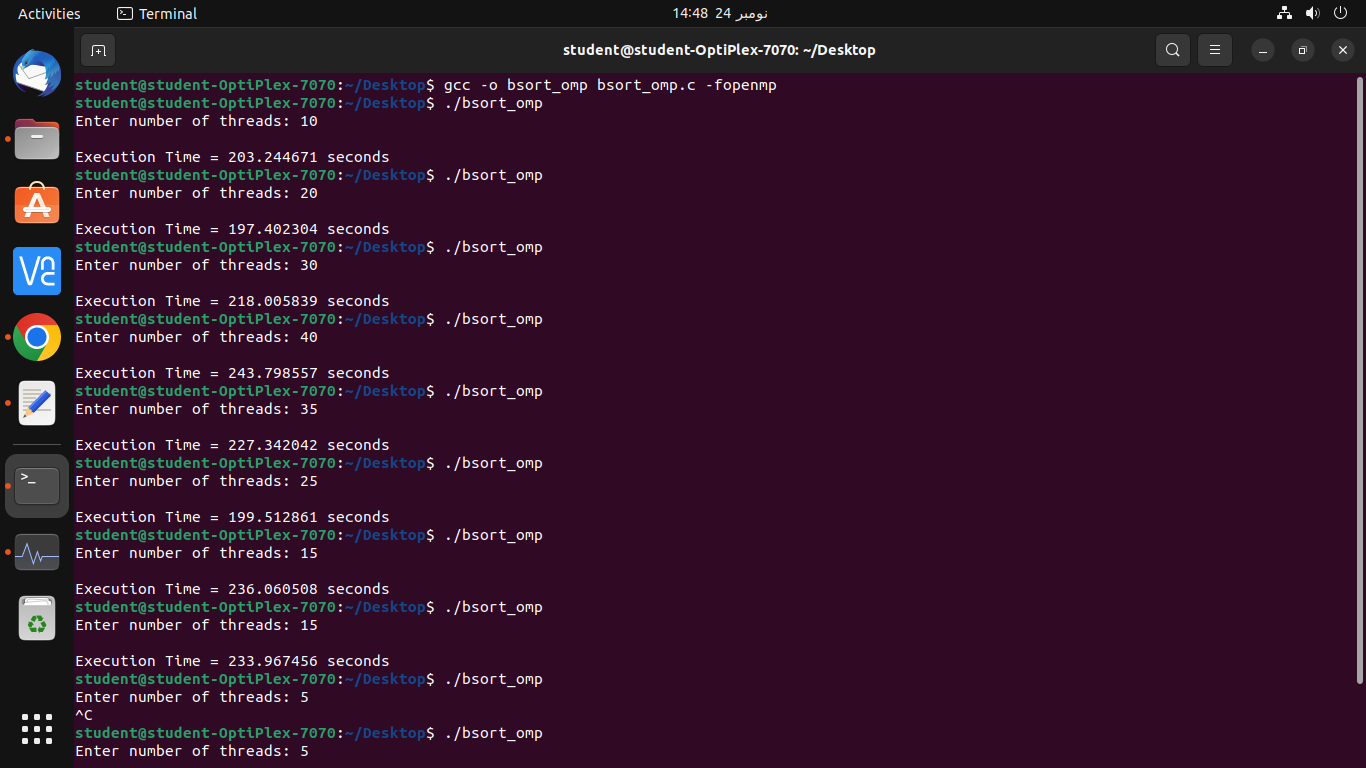 Activities
Terminal
نومبر 24  14:48
student@student-OptiPlex-7070: ~/Desktop
student@student-OptiPlex-7070:~/Desktop$ gcc -o bsort_omp bsort_omp.c -fopenmp
student@student-OptiPlex-7070:~/Desktop$ ./bsort_omp
Enter number of threads: 10
Execution Time = 203.244671 seconds
student@student-OptiPlex-7070:~/Desktop$ ./bsort_omp
Enter number of threads: 20
Execution Time = 197.402304 seconds
student@student-OptiPlex-7070:~/Desktop$ ./bsort_omp
Enter number of threads: 30
Execution Time = 218.005839 seconds
student@student-OptiPlex-7070:~/Desktop$ ./bsort_omp
Enter number of threads: 40
Execution Time = 243.798557 seconds
student@student-OptiPlex-7070:~/Desktop$ ./bsort_omp
Enter number of threads: 35
Execution Time = 227.342042 seconds
student@student-OptiPlex-7070:~/Desktop$ ./bsort_omp
Enter number of threads: 25
Execution Time = 199.512861 seconds
student@student-OptiPlex-7070:~/Desktop$ ./bsort_omp
Enter number of threads: 15
Execution Time = 236.060508 seconds
student@student-OptiPlex-7070:~/Desktop$ ./bsort_omp
Enter number of threads: 15
Execution Time = 233.967456 seconds
student@student-OptiPlex-7070:~/Desktop$ ./bsort_omp
Enter number of threads: 5
^C
student@student-OptiPlex-7070:~/Desktop$ ./bsort_omp
Enter number of threads: 5